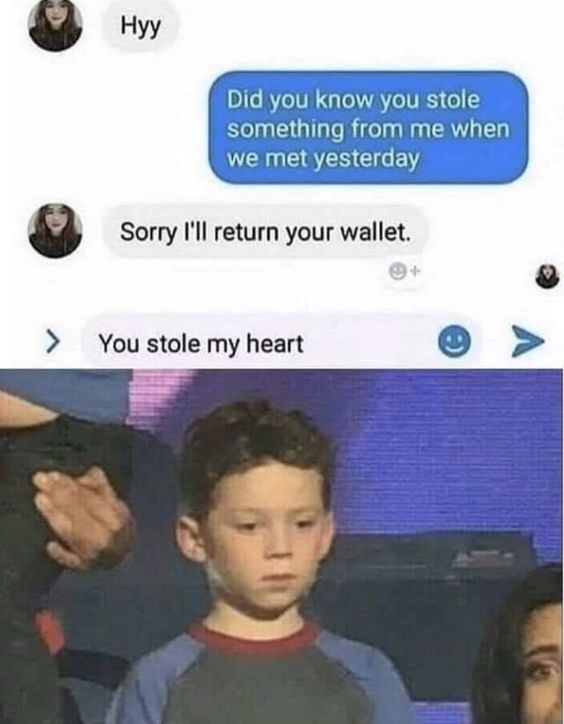 Hyy
Did you know you stole
something from me when
we met yesterday
Sorry I'll return your wallet.
You stole my heart